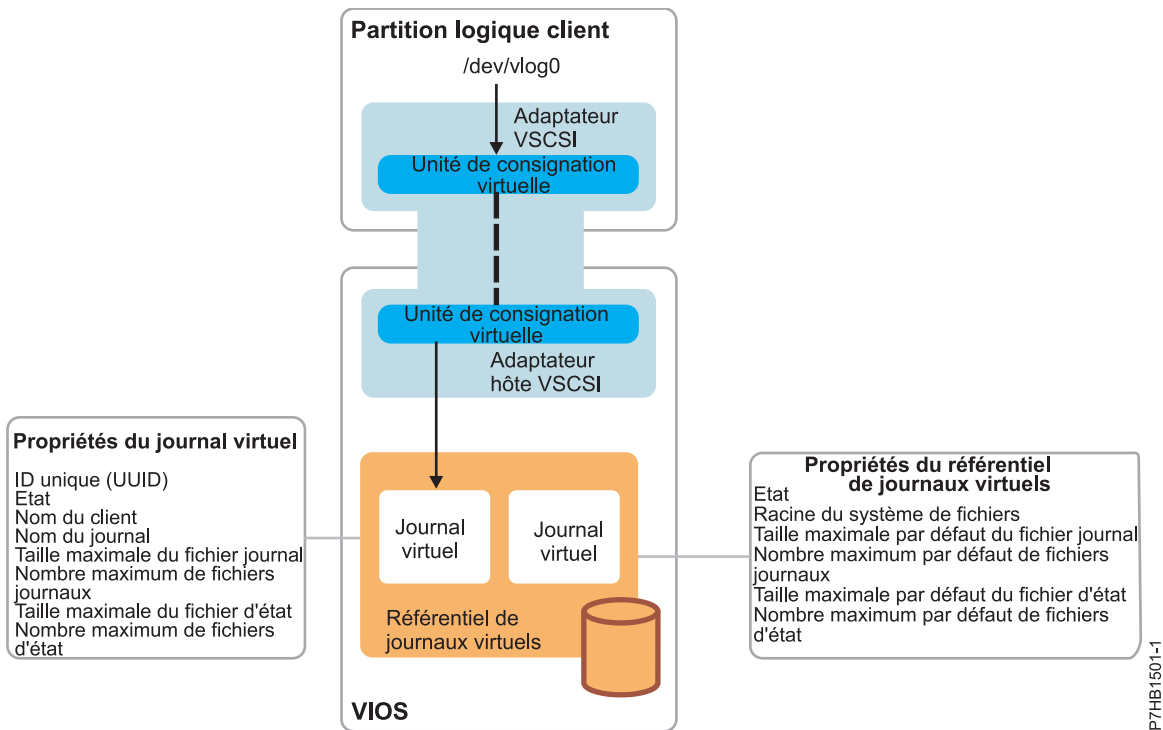 Partition logique client
/dev/vlog0
Adaptateur
VSCSI
Unité de consignation
virtuelle
Unité de consignation
virtuelle
Adaptateur
hôte VSCSI
Propriétés du journal virtuel
ID unique (UUID)
Etat
Nom du client
Nom du journal
Taille maximale du fichier journal
Nombre maximum de fichiers
journaux
Taille maximale du fichier d'état
Nombre maximum de fichiers
d'état
Journal
virtuel
Journal
virtuel
Référentiel de
journaux virtuels
VIOS
Propriétés du référentiel
de journaux virtuels
Etat
Racine du système de fichiers
Taille maximale par défaut du fichier journal
Nombre maximum par défaut de fichiers
journaux
Taille maximale par défaut du fichier d'état
Nombre maximum par défaut de fichiers
d'état
P7HB1501-1